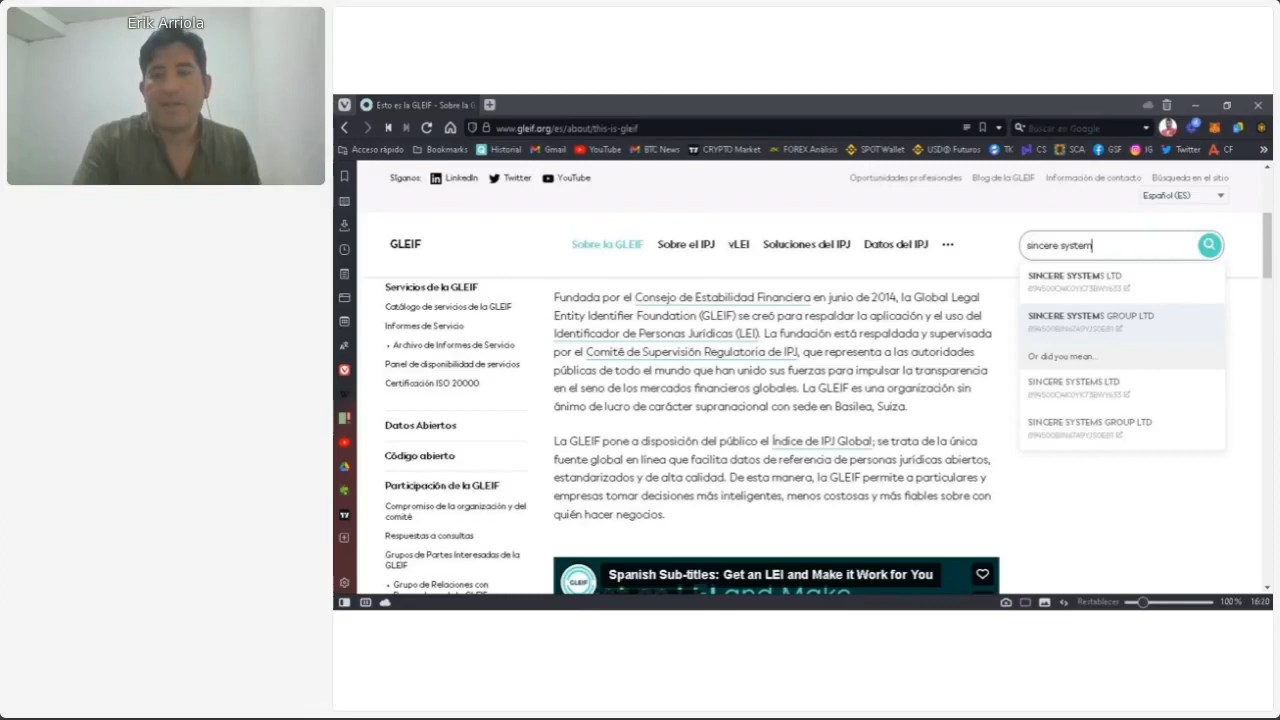 Erik Arriola
Esto es la GLEIF - Sobre la G
www.gleif.org/es/about/this-is-gleif
Buscar en Google
Acceso rápido
Bookmarks
Historial
Gmail
YouTube
BTC News
CRYPTO Market
FOREX Análisis
SPOT Wallet
USD® Futuros
TK
CS
SCA
GSF
IG
Twitter
CF
Síganos:
LinkedIn
Twitter
YouTube
Oportunidades profesionales
Blog de la GLEIF
Información de contacto
Búsqueda en el sitio
Español (ES)
GLEIF
Sobre la GLEIF
Sobre el IPJ
vLEI
Soluciones del IPJ
Datos del IPJ
sincere system
SINCERE SYSTEMS LTD
SINCERE SYSTEMS GROUP LTD
Or did you mean...
SINCERE SYSTEMS LTD
SINCERE SYSTEMS GROUP LTD
Servicios de la GLEIF
Catálogo de servicios de la GLEIF
Informes de Servicio
Archivo de Informes de Servicio
Panel de disponibilidad de servicios
Certificación ISO 20000
Datos Abiertos
Código abierto
Participación de la GLEIF
Compromiso de la organización y del
comité
Respuestas a consultas
Grupos de Partes Interesadas de la
GLEIF
Grupo de Relaciones con
Fundada por el Consejo de Estabilidad Financiera en junio de 2014, la Global Legal
Entity Identifier Foundation (GLEIF) se creó para respaldar la aplicación y el uso del
Identificador de Personas Jurídicas (LEI). La fundación está respaldada y supervisada
por el Comité de Supervisión Regulatoria de IPJ, que representa a las autoridades
públicas de todo el mundo que han unido sus fuerzas para impulsar la transparencia
en el seno de los mercados financieros globales. La GLEIF es una organización sin
ánimo de lucro de carácter supranacional con sede en Basilea, Suiza.
La GLEIF pone a disposición del público el Índice de IPJ Global; se trata de la única
fuente global en línea que facilita datos de referencia de personas jurídicas abiertos,
estandarizados y de alta calidad. De esta manera, la GLEIF permite a particulares y
empresas tomar decisiones más inteligentes, menos costosas y más fiables sobre con
quién hacer negocios.
GLEIF
Spanish Sub-titles: Get an LEI and Make it Work for You
Restablecer
100 %
16:20